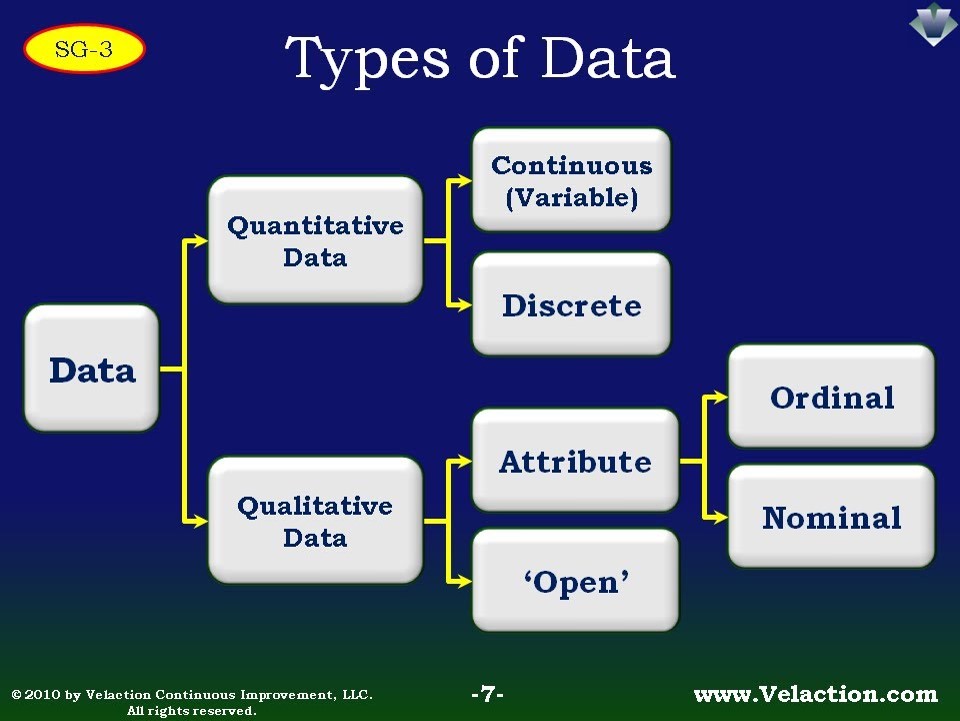 SG-3
Types of Data
Continuous
(Variable)
Quantitative
Data
Discrete
Data
Ordinal
Attribute
Nominal
Qualitative
Data
‘Open’
© 2010 by Velaction Continuous Improvement, LLC.
All rights reserved.
-7-
www.Velaction.com